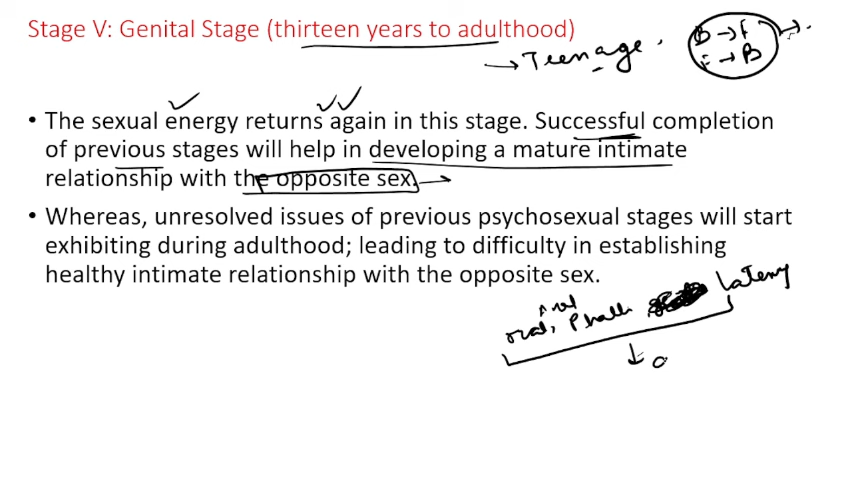 Stage V: Genital Stage (thirteen years to adulthood)
→ Teenage.
B → F
F → B
• The sexual energy returns again in this stage. Successful completion
of previous stages will help in developing a mature intimate
relationship with the opposite sex.
• Whereas, unresolved issues of previous psychosexual stages will start
exhibiting during adulthood; leading to difficulty in establishing
healthy intimate relationship with the opposite sex.
oral, Anal Phallic latency